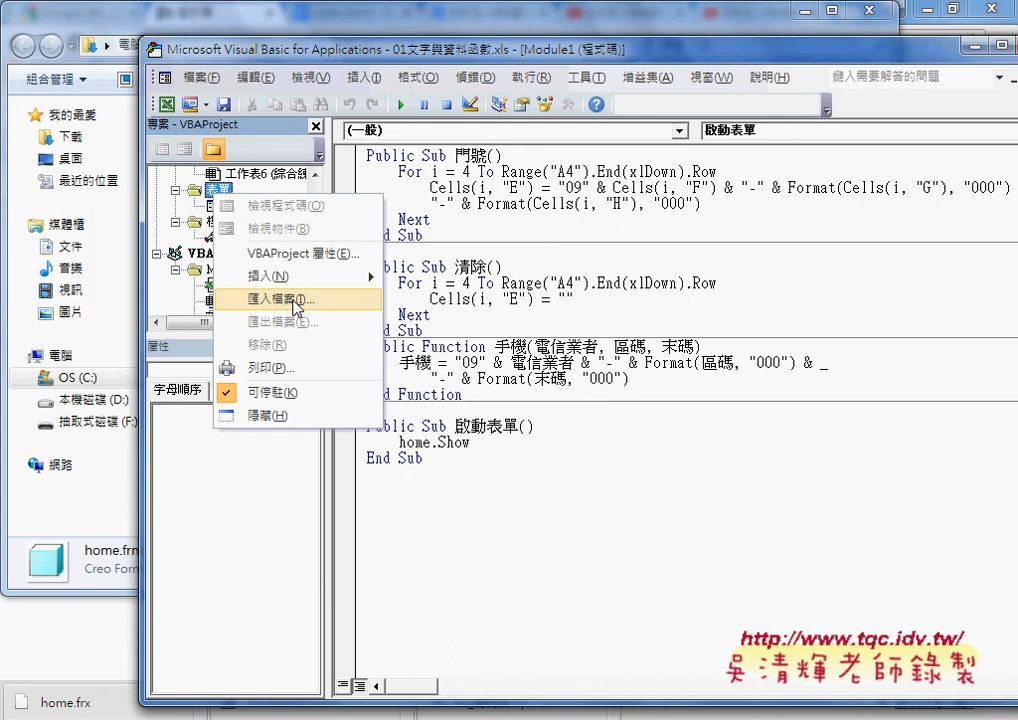 Microsoft Visual Basic for Applications - 01文字與資料函數.xls - [Module1 (程式碼)]
檔案(F) 編輯(E) 檢視(V) 插入(I) 格式(O) 偵錯(D) 執行(R) 工具(T) 增益集(A) 視窗(W) 說明(H)
鍵入需要解答的問題
電腦
組合管理
我的最愛
下載
桌面
最近的位置
媒體櫃
文件
音樂
視訊
圖片
電腦
OS (C:)
本機磁碟 (D:)
抽取式磁碟 (F:)
網路
home.frm
Creo Form
home.frx
專案 - VBAProject
工作表6 (綜合練
表單
VBA
屬性
字母順序
檢視程式碼(O)
檢視物件(B)
VBAProject 屬性(E)...
插入(N)
匯入檔案(I)...
匯出檔案(E)...
移除(R)
列印(P)...
可停駐(K)
隱藏(H)
(一般)
啟動表單
Public Sub 門號()
For i = 4 To Range("A4").End(xlDown).Row
Cells(i, "E") = "09" & Cells(i, "F") & "-" & Format(Cells(i, "G"), "000")
"-" & Format(Cells(i, "H"), "000")
Next
d Sub
blic Sub 清除()
For i = 4 To Range("A4").End(xlDown).Row
Cells(i, "E") = ""
Next
d Sub
blic Function 手機(電信業者, 區碼, 末碼)
手機 = "09" & 電信業者 & "-" & Format(區碼, "000") & _
"-" & Format(末碼, "000")
d Function
Public Sub 啟動表單()
home.Show
End Sub
http://www.tqc.idv.tw/
吳清輝老師錄製